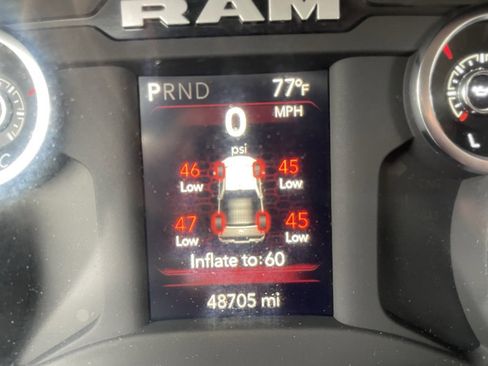 RAM
PRND 77°F
0 MPH
psi
46 Low 45 Low
47 Low 45 Low
Inflate to: 60
48705 mi
C L